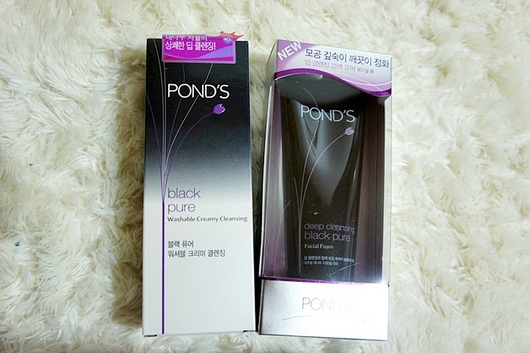 상쾌한 딥 클렌징!
POND'S
black
pure
Washable Creamy Cleansing
블랙 퓨어
워셔블 크리미 클렌징
NEW
모공 깊숙이 깨끗이 정화
POND'S
deep cleansing
black pure
Facial Foam
POND'S